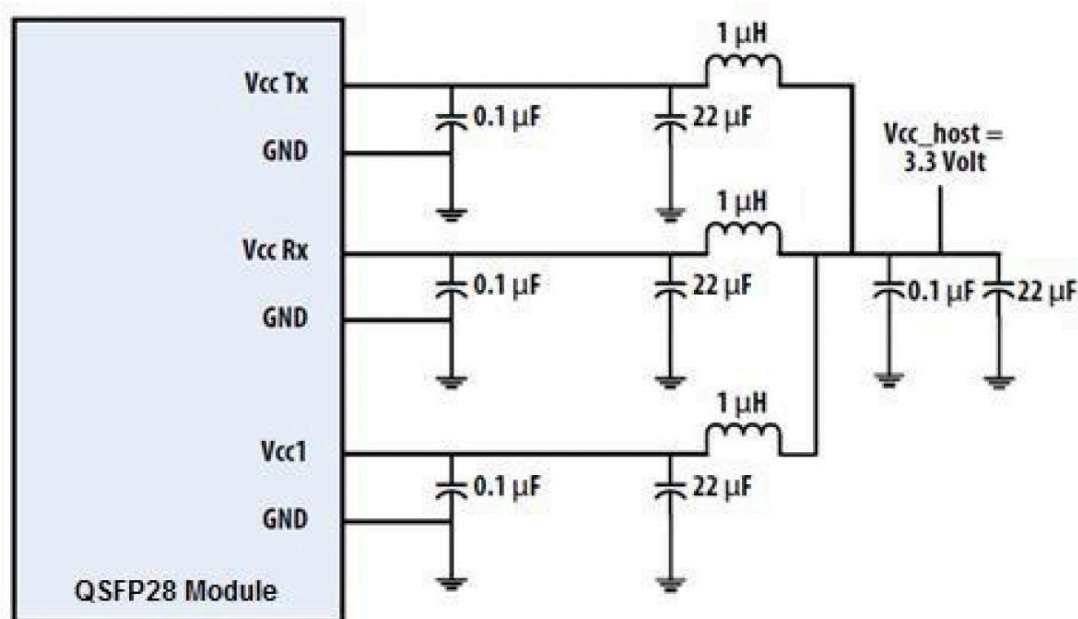 1 µH
Vcc Tx
0.1 µF
22 µF
GND
Vcc_host =
3.3 Volt
1 µH
Vcc Rx
0.1 µF
22 µF
0.1 µF
22 µF
GND
1 µH
Vcc1
0.1 µF
22 µF
GND
QSFP28 Module